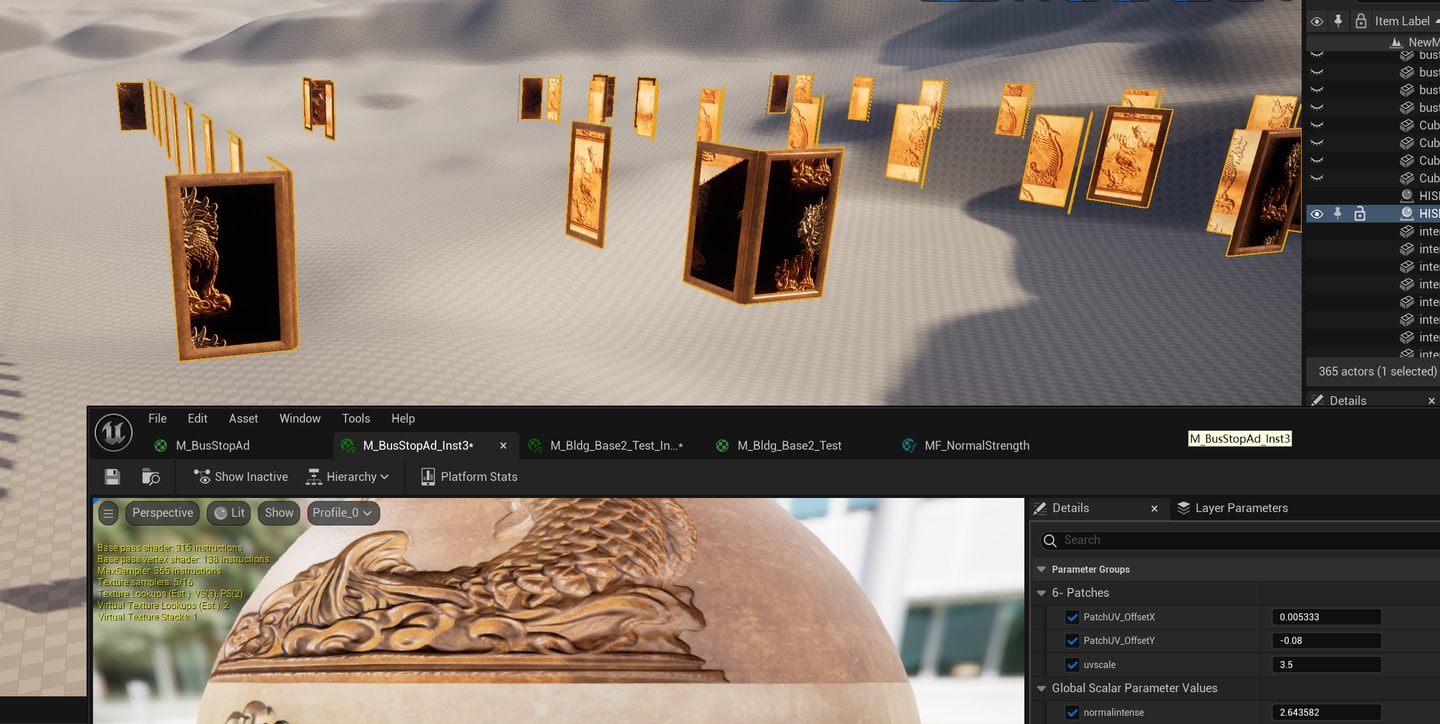 Item Label
NewM
bust
bust
bust
bust
Cub
Cub
Cub
Cub
HISI
HISI
inte
inte
inte
inte
inte
inte
inte
inte
365 actors (1 selected)
Details
File Edit Asset Window Tools Help
M_BusStopAd M_BusStopAd_Inst3* M_Bldg_Base2_Test_In...* M_Bldg_Base2_Test MF_NormalStrength
M_BusStopAd_Inst3
Show Inactive Hierarchy Platform Stats
Perspective Lit Show Profile_0
Details Layer Parameters
Search
Base pass shader: 315 instructions
Base pass vertex shader: 138 instructions
MaxSampler: 365 instructions
Texture samplers: 5/16
Texture Lookups (Est.): VS(3), PS(2)
Virtual Texture Lookups (Est.): 2
Virtual Texture Stacks: 1
Parameter Groups
6- Patches
PatchUV_OffsetX 0.005333
PatchUV_OffsetY -0.08
uvscale 3.5
Global Scalar Parameter Values
normalintense 2.643582